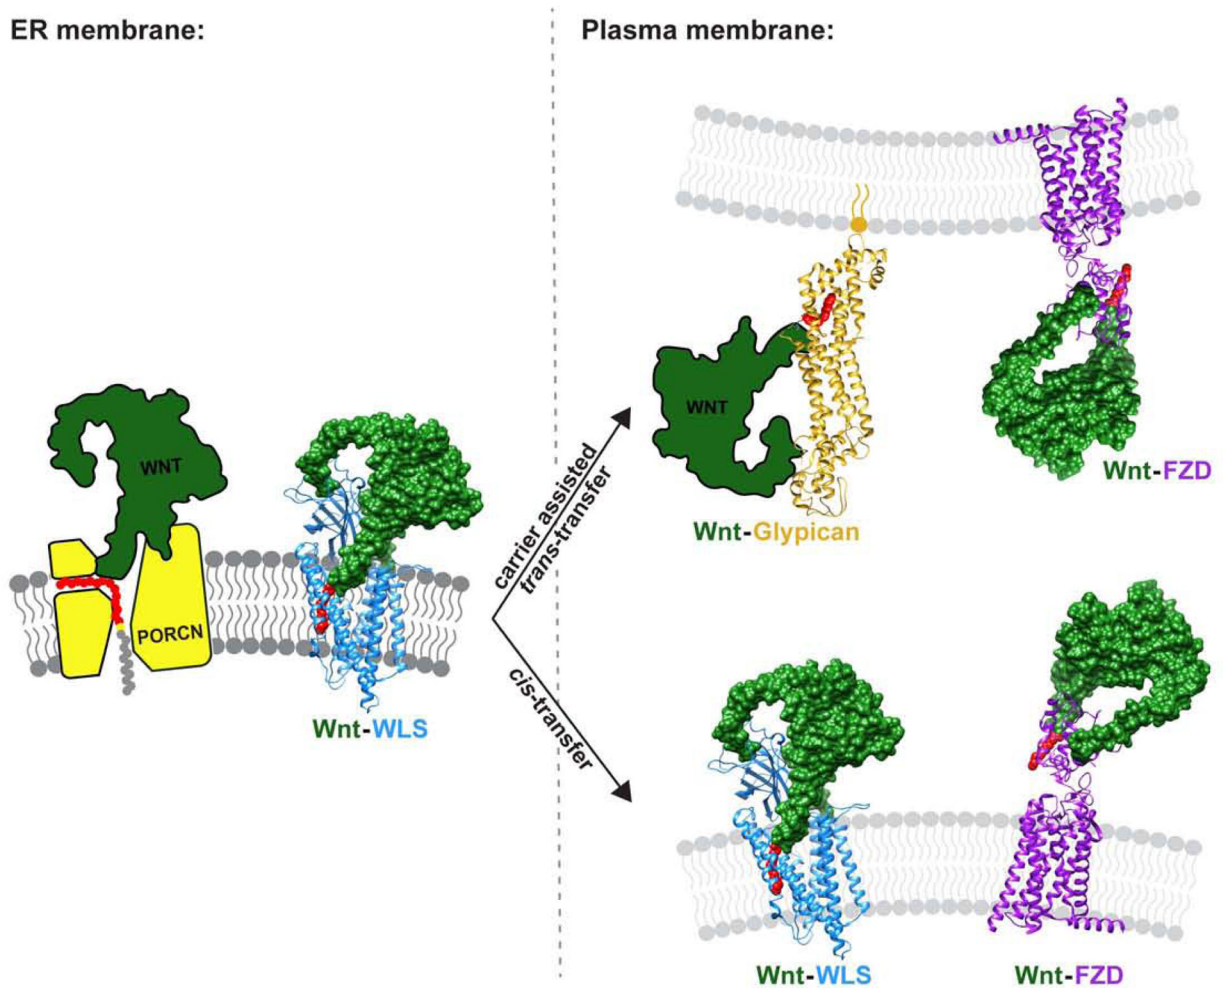 ER membrane:
Plasma membrane:
WNT
PORCN
Wnt-WLS
carrier assisted
trans-transfer
cis-transfer
WNT
Wnt-Glypican
Wnt-FZD
Wnt-WLS
Wnt-FZD